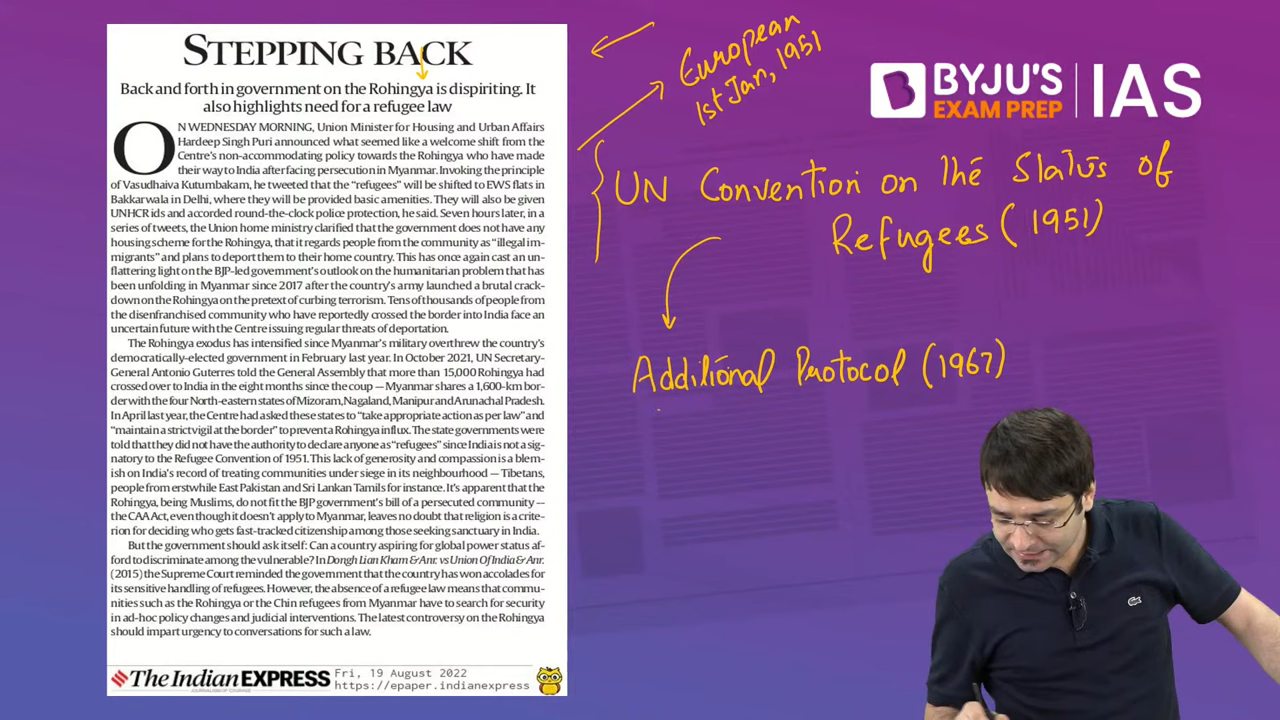 STEPPING BACK
Back and forth in government on the Rohingya is dispiriting. It
also highlights need for a refugee law
ON WEDNESDAY MORNING, Union Minister for Housing and Urban Affairs
Hardeep Singh Puri announced what seemed like a welcome shift from the
Centre's non-accommodating policy towards the Rohingya who have made
their way to India after facing persecution in Myanmar. Invoking the principle
of Vasudhaiva Kutumbakam, he tweeted that the "refugees" will be shifted to EWS flats in
Bakkarwala in Delhi, where they will be provided basic amenities. They will also be given
UNHCR ids and accorded round-the-clock police protection, he said. Seven hours later, in a
series of tweets, the Union home ministry clarified that the government does not have any
housing scheme for the Rohingya, that it regards people from the community as "illegal im-
migrants" and plans to deport them to their home country. This has once again cast an un-
flattering light on the BJP-led government's outlook on the humanitarian problem that has
been unfolding in Myanmar since 2017 after the country's army launched a brutal crack-
down on the Rohingya on the pretext of curbing terrorism. Tens of thousands of people from
the disenfranchised community who have reportedly crossed the border into India face an
uncertain future with the Centre issuing regular threats of deportation.
The Rohingya exodus has intensified since Myanmar's military overthrew the country's
democratically-elected government in February last year. In October 2021, UN Secretary-
General Antonio Guterres told the General Assembly that more than 15,000 Rohingya had
crossed over to India in the eight months since the coup — Myanmar shares a 1,600-km bor-
der with the four North-eastern states of Mizoram, Nagaland, Manipur and Arunachal Pradesh.
In April last year, the Centre had asked these states to "take appropriate action as per law" and
"maintain a strict vigil at the border" to prevent a Rohingya influx. The state governments were
told that they did not have the authority to declare anyone as "refugees" since India is not a sig-
natory to the Refugee Convention of 1951. This lack of generosity and compassion is a blem-
ish on India's record of treating communities under siege in its neighbourhood — Tibetans,
people from erstwhile East Pakistan and Sri Lankan Tamils for instance. It's apparent that the
Rohingya, being Muslims, do not fit the BJP government's bill of a persecuted community —
the CAA Act, even though it doesn't apply to Myanmar, leaves no doubt that religion is a crite-
rion for deciding who gets fast-tracked citizenship among those seeking sanctuary in India.
But the government should ask itself: Can a country aspiring for global power status af-
ford to discriminate among the vulnerable? In Dongh Lian Kham & Anr. vs Union Of India & Anr.
(2015) the Supreme Court reminded the government that the country has won accolades for
its sensitive handling of refugees. However, the absence of a refugee law means that commu-
nities such as the Rohingya or the Chin refugees from Myanmar have to search for security
in ad-hoc policy changes and judicial interventions. The latest controversy on the Rohingya
should impart urgency to conversations for such a law.
The Indian EXPRESS
JOURNALISM OF COURAGE
Fri, 19 August 2022
https://epaper.indianexpress
European
1st Jan, 1951
BYJU'S
EXAM PREP
IAS
UN Convention on the Status of
Refugees (1951)
Additional Protocol (1967)